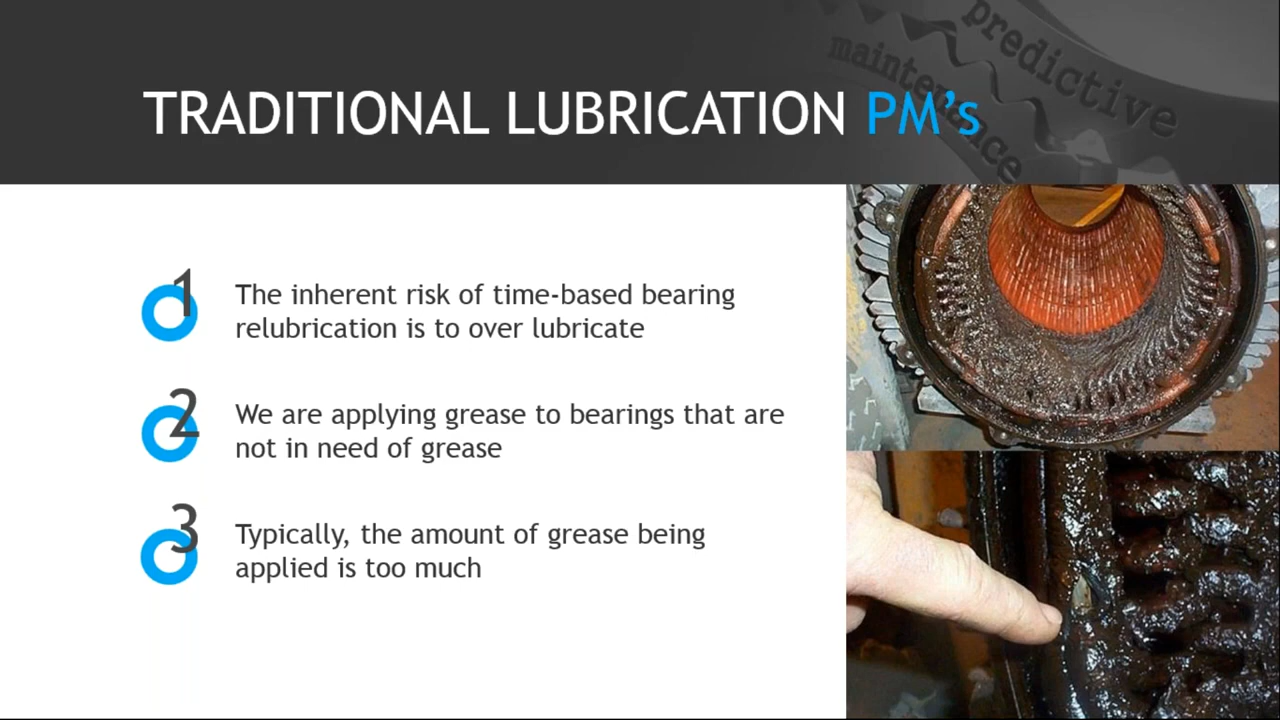 predictive
maintenance
TRADITIONAL LUBRICATION PM’s
1
The inherent risk of time-based bearing
relubrication is to over lubricate
2
We are applying grease to bearings that are
not in need of grease
3
Typically, the amount of grease being
applied is too much